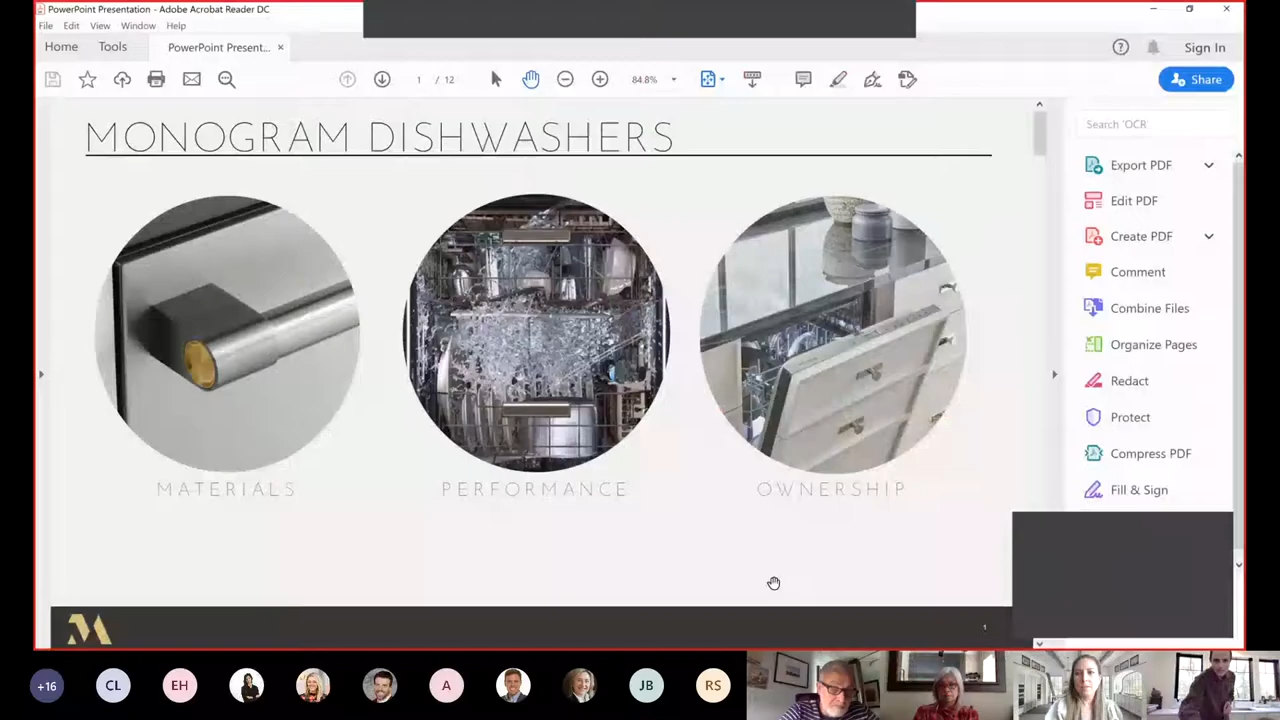 PowerPoint Presentation - Adobe Acrobat Reader DC
File Edit View Window Help
Home Tools PowerPoint Present... ×
Sign In
1 / 12
84.8%
Share
MONOGRAM DISHWASHERS
MATERIALS
PERFORMANCE
OWNERSHIP
1
Search 'OCR
Export PDF
Edit PDF
Create PDF
Comment
Combine Files
Organize Pages
Redact
Protect
Compress PDF
Fill & Sign
+16 CL EH A JB RS